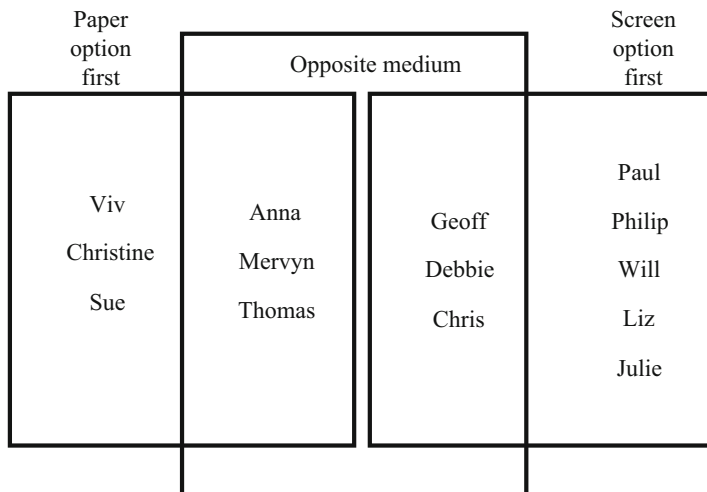 Paper
option
first
Opposite medium
Screen
option
first
Viv
Christine
Sue
Anna
Mervyn
Thomas
Geoff
Debbie
Chris
Paul
Philip
Will
Liz
Julie